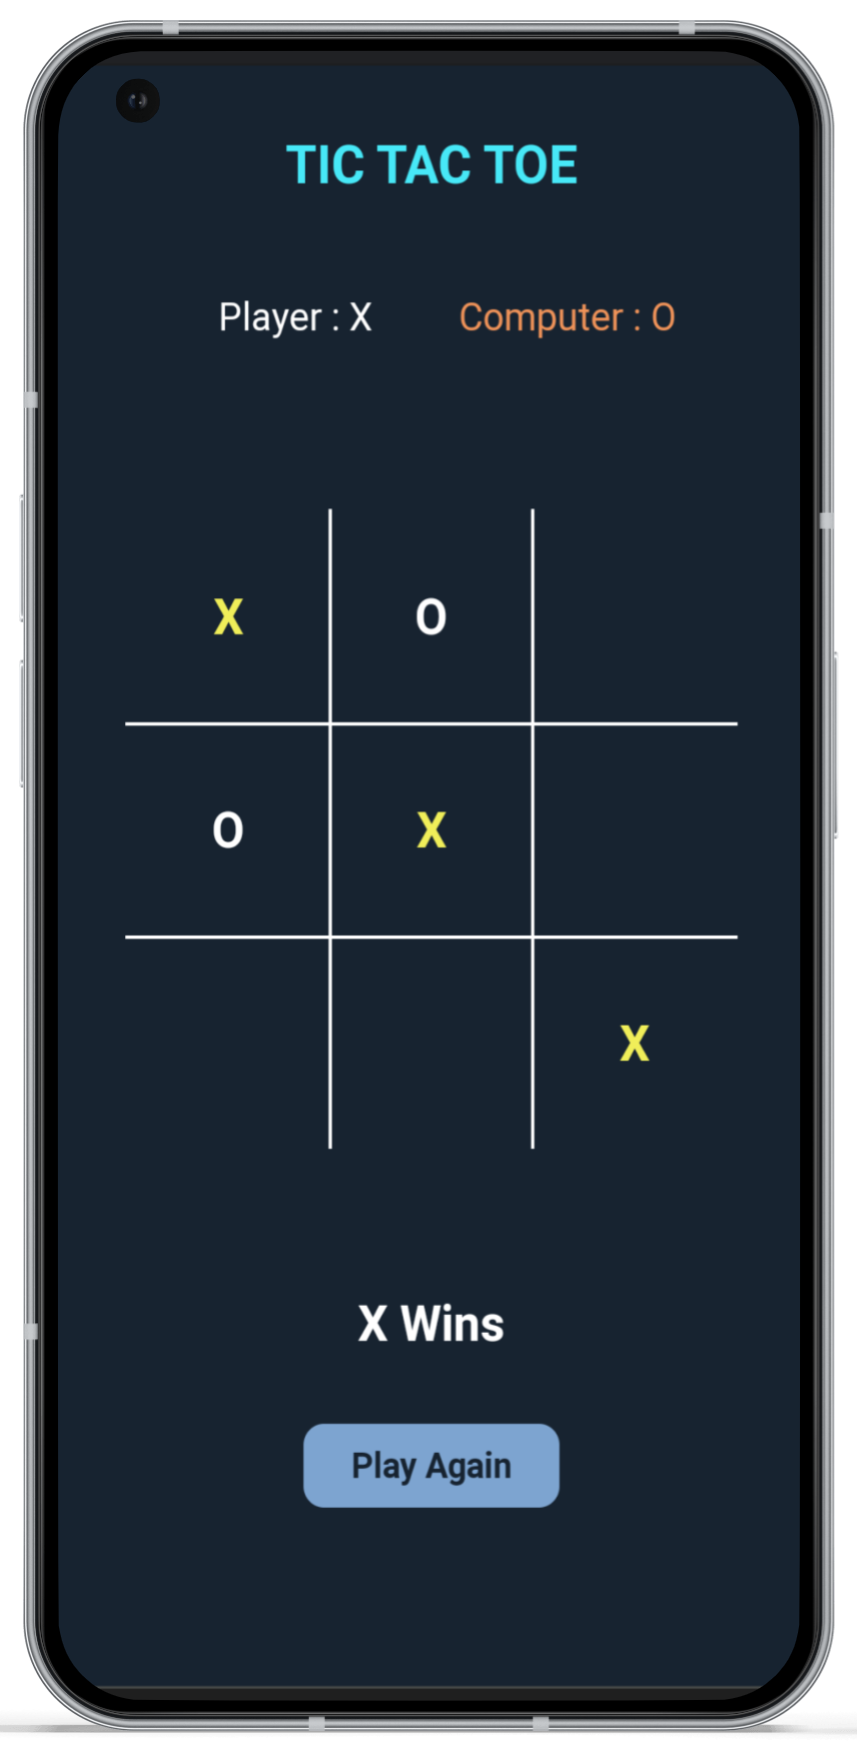 TIC TAC TOE
Player : X Computer : O
X O
O X
X
X Wins
Play Again